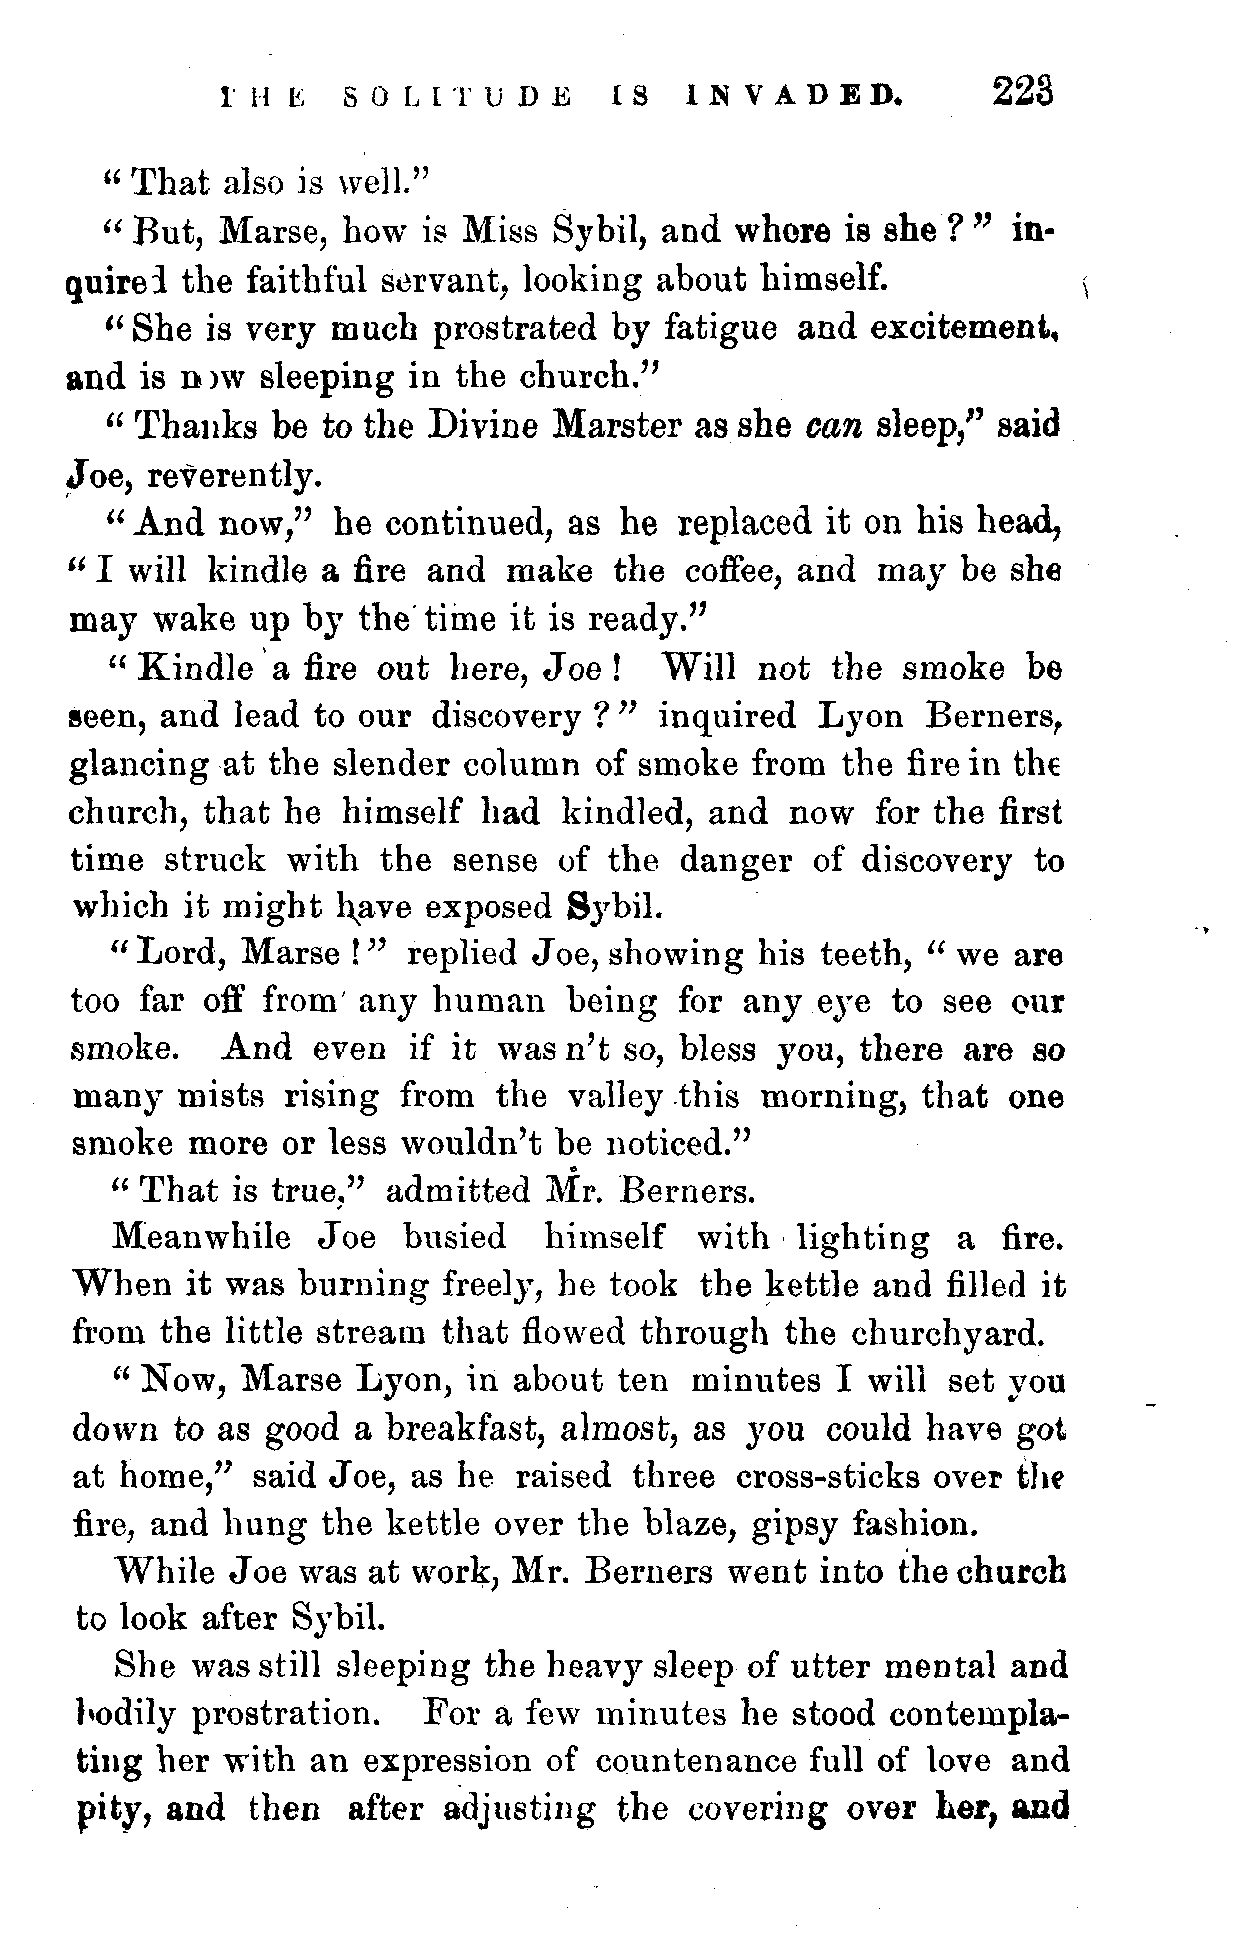 THE SOLITUDE IS INVADED. 223
“That also is well.”
“But, Marse, how is Miss Sybil, and where is she?” in-
quired the faithful servant, looking about himself.
“She is very much prostrated by fatigue and excitement,
and is now sleeping in the church.”
“Thanks be to the Divine Marster as she can sleep,” said
Joe, reverently.
“And now,” he continued, as he replaced it on his head,
“I will kindle a fire and make the coffee, and may be she
may wake up by the time it is ready.”
“Kindle a fire out here, Joe! Will not the smoke be
seen, and lead to our discovery?” inquired Lyon Berners,
glancing at the slender column of smoke from the fire in the
church, that he himself had kindled, and now for the first
time struck with the sense of the danger of discovery to
which it might have exposed Sybil.
“Lord, Marse!” replied Joe, showing his teeth, “we are
too far off from any human being for any eye to see our
smoke. And even if it was n’t so, bless you, there are so
many mists rising from the valley this morning, that one
smoke more or less wouldn’t be noticed.”
“That is true,” admitted Mr. Berners.
Meanwhile Joe busied himself with lighting a fire.
When it was burning freely, he took the kettle and filled it
from the little stream that flowed through the churchyard.
“Now, Marse Lyon, in about ten minutes I will set you
down to as good a breakfast, almost, as you could have got
at home,” said Joe, as he raised three cross-sticks over the
fire, and hung the kettle over the blaze, gipsy fashion.
While Joe was at work, Mr. Berners went into the church
to look after Sybil.
She was still sleeping the heavy sleep of utter mental and
bodily prostration. For a few minutes he stood contempla-
ting her with an expression of countenance full of love and
pity, and then after adjusting the covering over her, and